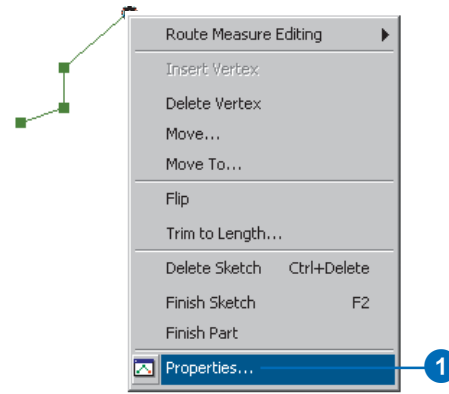 Route Measure Editing
Insert Vertex
Delete Vertex
Move...
Move To...
Flip
Trim to Length...
Delete Sketch Ctrl+Delete
Finish Sketch F2
Finish Part
Properties... 1